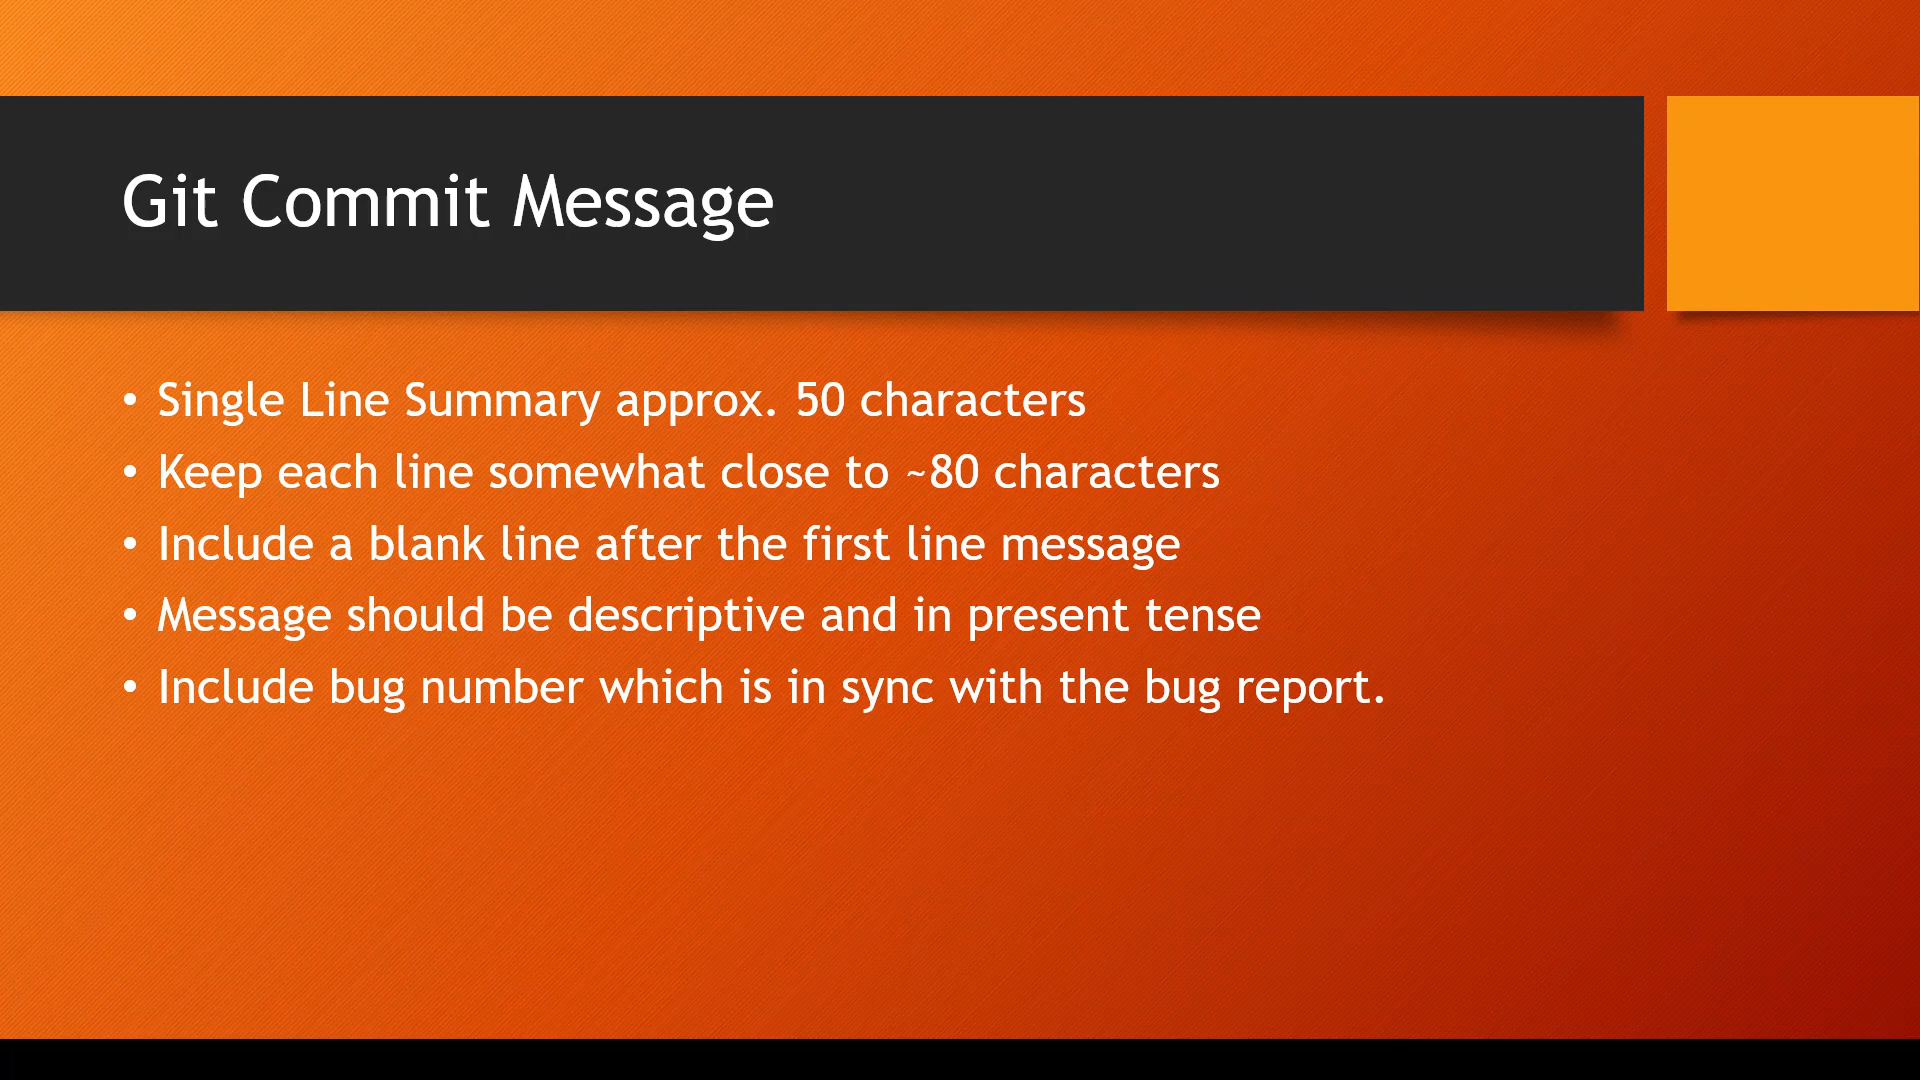 Git Commit Message
• Single Line Summary approx. 50 characters
• Keep each line somewhat close to ~80 characters
• Include a blank line after the first line message
• Message should be descriptive and in present tense
• Include bug number which is in sync with the bug report.